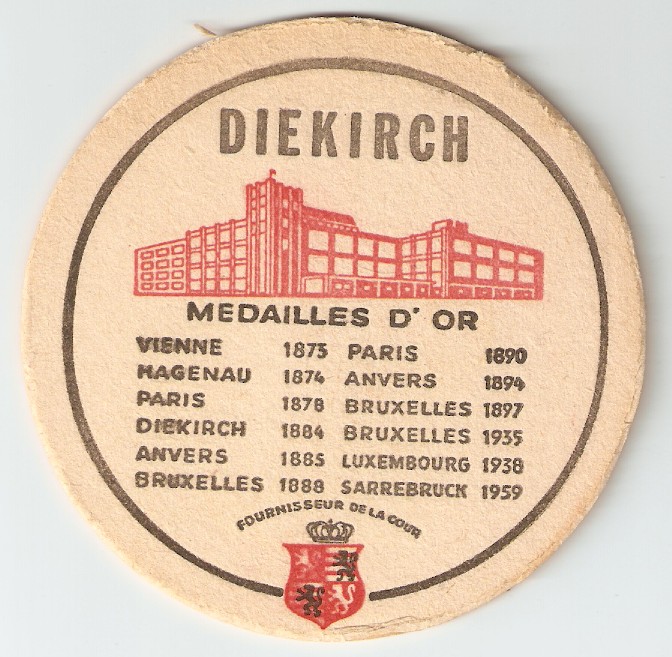 DIEKIRCH
MEDAILLES D' OR
VIENNE 1873 PARIS 1890
HAGENAU 1874 ANVERS 1894
PARIS 1878 BRUXELLES 1897
DIEKIRCH 1884 BRUXELLES 1935
ANVERS 1885 LUXEMBOURG 1938
BRUXELLES 1888 SARREBRUCK 1959
FOURNISSEUR DE LA COUR